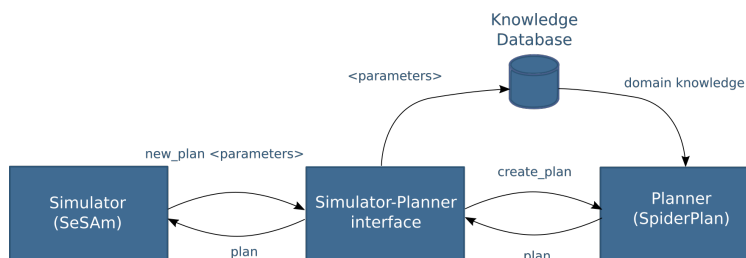 Knowledge
Database
<parameters>
domain knowledge
new_plan <parameters>
create_plan
Simulator
(SeSAm)
Simulator-Planner
interface
Planner
(SpiderPlan)
plan
plan